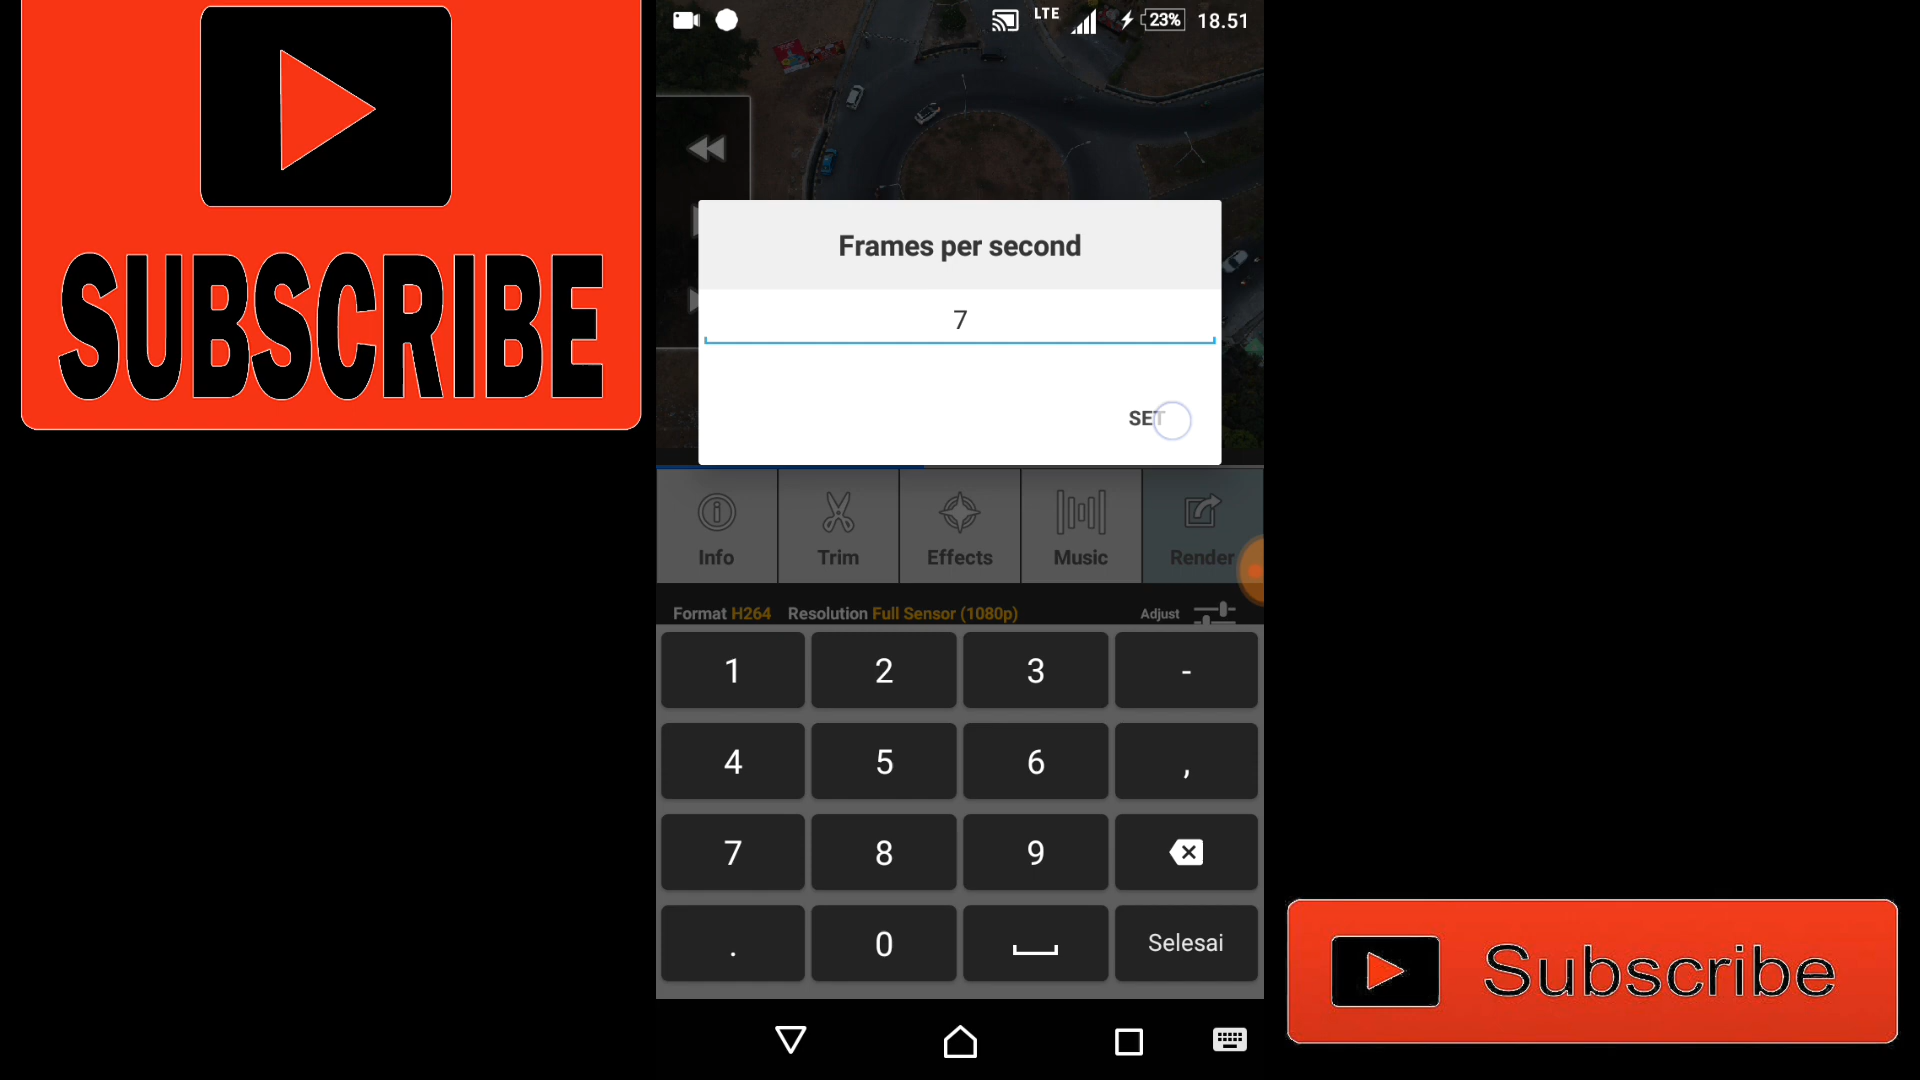 SUBSCRIBE
LTE 23% 18.51
Frames per second
7
SET
Info Trim Effects Music Render
Format H264 Resolution Full Sensor (1080p) Adjust
1 2 3 -
4 5 6 ,
7 8 9
. 0 Selesai
Subscribe